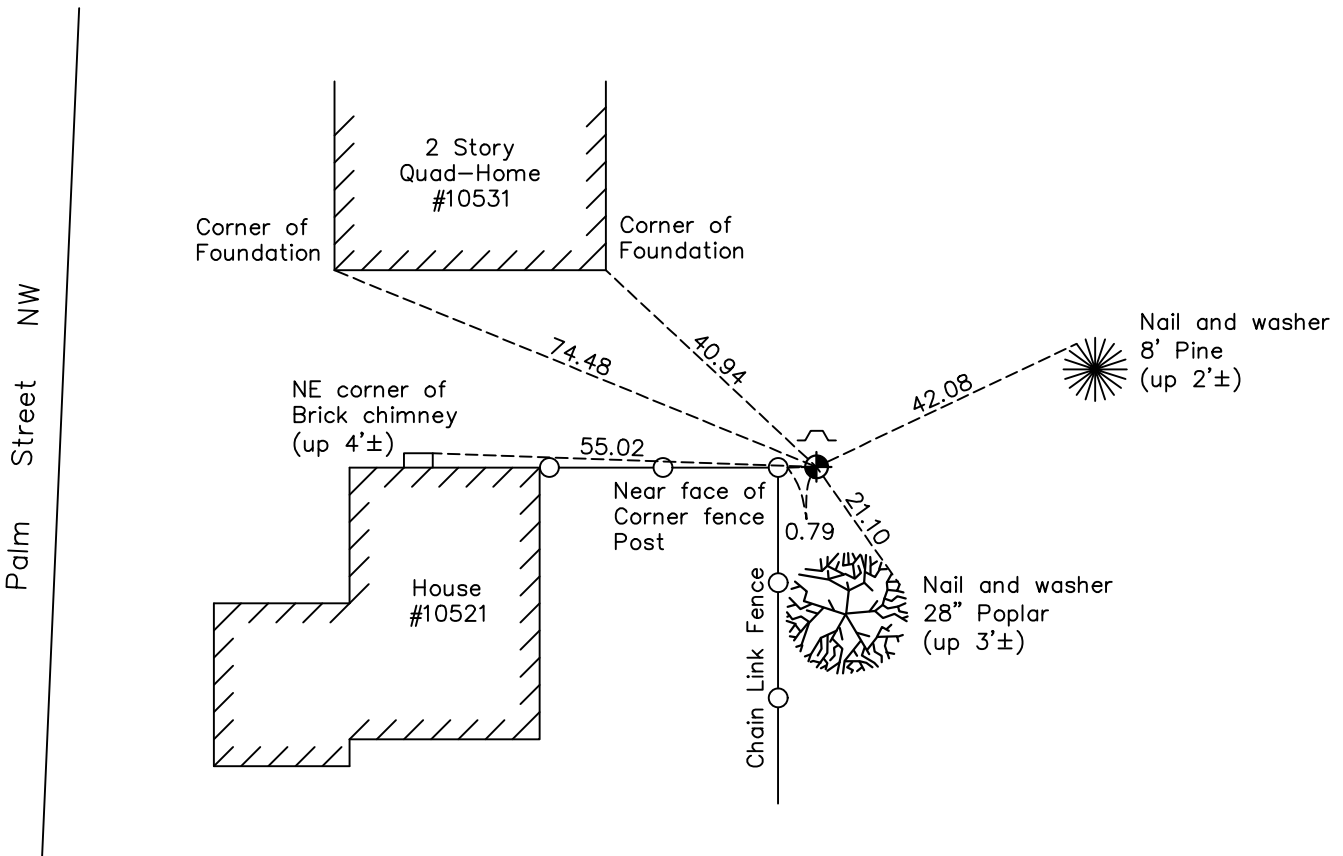 2 Story
Quad-Home
#10531
Corner of
Foundation
Corner of
Foundation
Palm Street NW
74.48
40.94
Nail and washer
8' Pine
(up 2'±)
42.08
NE corner of
Brick chimney
(up 4'±)
55.02
Near face of
Corner fence
Post
0.79
21.10
House
#10521
Chain Link Fence
Nail and washer
28" Poplar
(up 3'±)